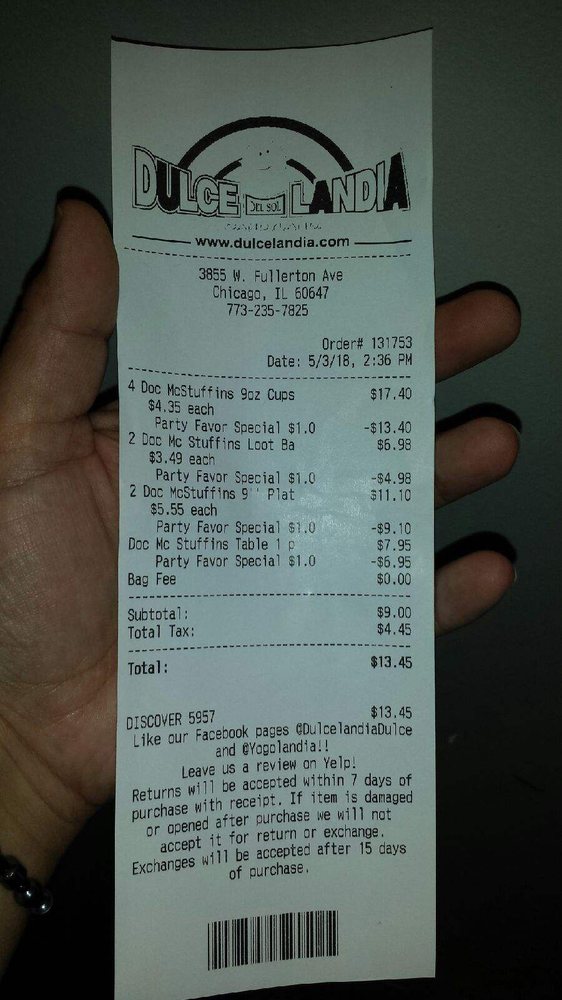 DULCE DEL SOL LANDIA
www.dulcelandia.com
3855 W. Fullerton Ave
Chicago, IL 60647
773-235-7825
Order# 131753
Date: 5/3/18, 2:36 PM
4 Doc McStuffins 9oz Cups $17.40
$4.35 each
Party Favor Special $1.0 -$13.40
2 Doc Mc Stuffins Loot Ba $6.98
$3.49 each
Party Favor Special $1.0 -$4.98
2 Doc McStuffins 9'' Plat $11.10
$5.55 each
Party Favor Special $1.0 -$9.10
Doc Mc Stuffins Table 1 p $7.95
Party Favor Special $1.0 -$6.95
Bag Fee $0.00
Subtotal: $9.00
Total Tax: $4.45
Total: $13.45
DISCOVER 5957 $13.45
Like our Facebook pages @DulcelandiaDulce
and @Yogolandia!!
Leave us a review on Yelp!
Returns will be accepted within 7 days of
purchase with receipt. If item is damaged
or opened after purchase we will not
accept it for return or exchange.
Exchanges will be accepted after 15 days
of purchase.